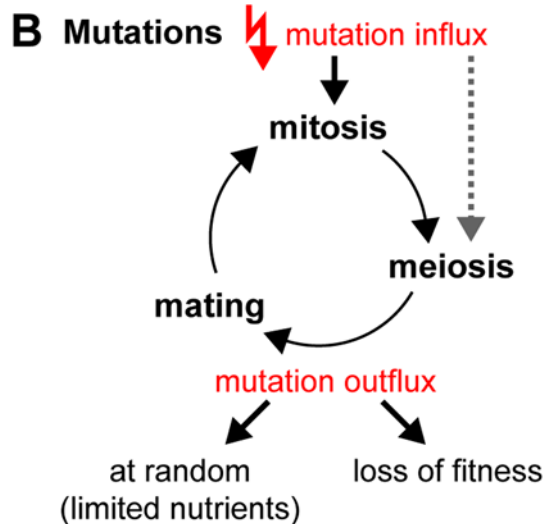 B Mutations mutation influx
mitosis
meiosis
mating
mutation outflux
at random loss of fitness
(limited nutrients)